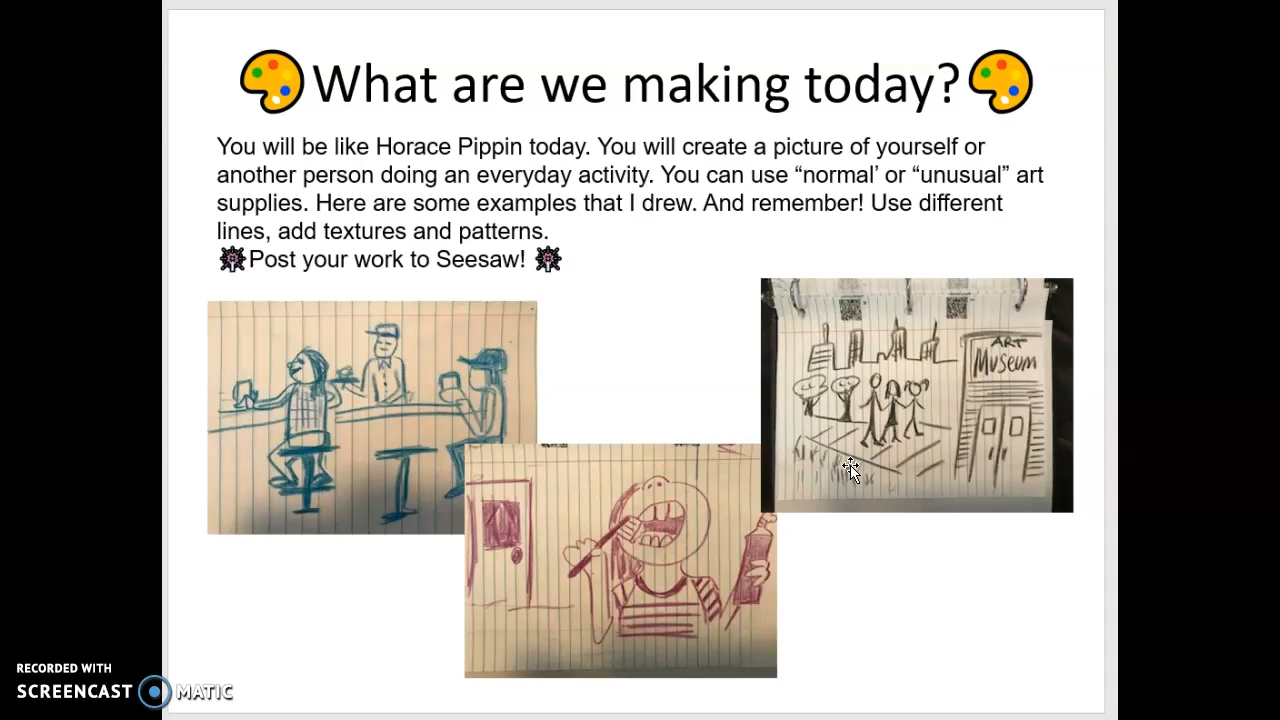 What are we making today?
You will be like Horace Pippin today. You will create a picture of yourself or
another person doing an everyday activity. You can use “normal’ or “unusual” art
supplies. Here are some examples that I drew. And remember! Use different
lines, add textures and patterns.
Post your work to Seesaw!
ART
Museum
RECORDED WITH
SCREENCAST MATIC